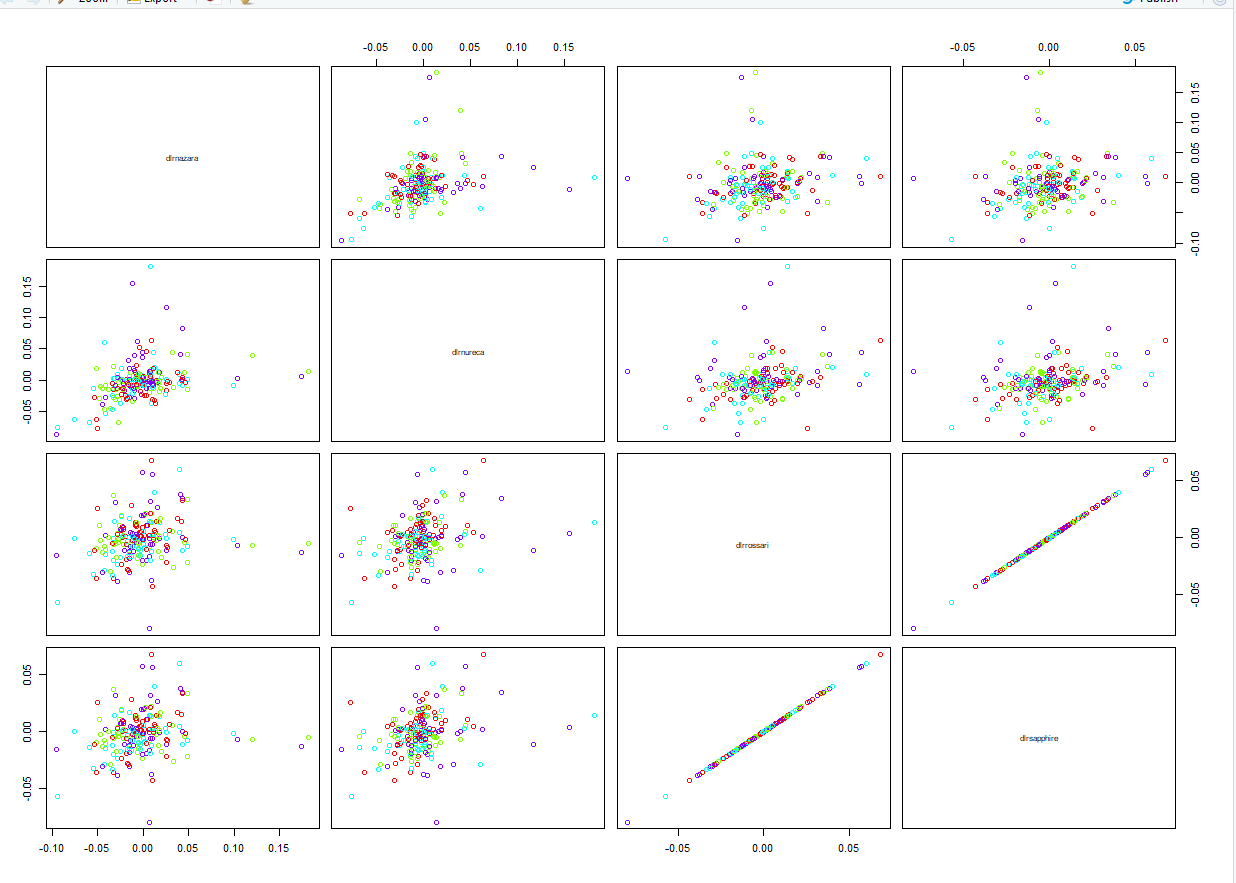 Zoom Export Publish
-0.05 0.00 0.05 0.10 0.15 -0.05 0.00 0.05
dlrnazara
-0.10 0.00 0.05 0.10 0.15
-0.05 0.00 0.05 0.10 0.15
dlrnureca
dlrrossari
-0.05 0.00 0.05
-0.05 0.00 0.05
dlrsapphire
-0.10 -0.05 0.00 0.05 0.10 0.15 -0.05 0.00 0.05